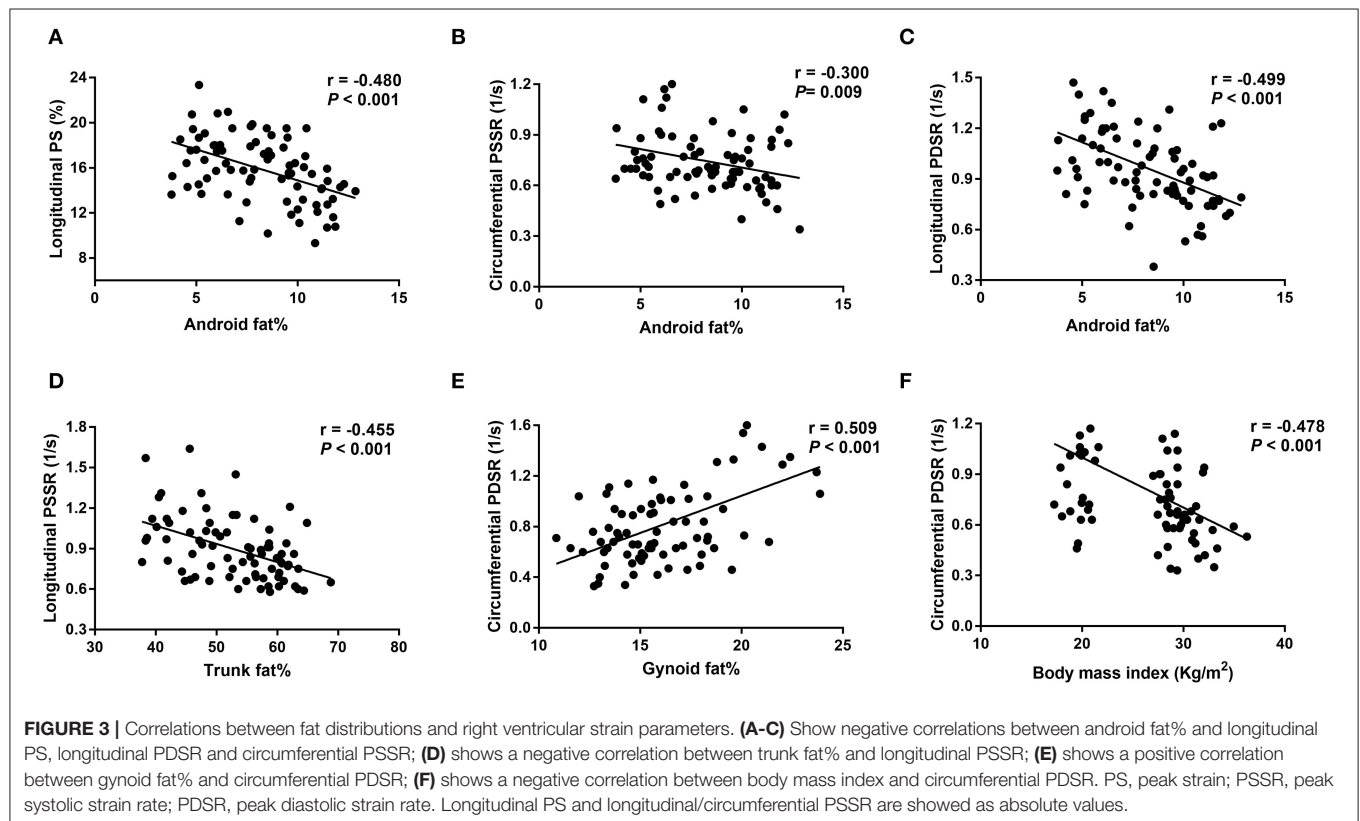 A
r = -0.480
P < 0.001
Longitudinal PS (%)
24
20
16
12
8
0
5
10
15
Android fat%
B
r = -0.300
P= 0.009
Circumferential PSSR (1/s)
1.2
0.9
0.6
0.3
0.0
0
5
10
15
Android fat%
C
r = -0.499
P < 0.001
Longitudinal PDSR (1/s)
1.5
1.2
0.9
0.6
0.3
0
5
10
15
Android fat%
D
r = -0.455
P < 0.001
Longitudinal PSSR (1/s)
1.8
1.5
1.2
0.9
0.6
0.3
30
40
50
60
70
80
Trunk fat%
E
r = 0.509
P < 0.001
Circumferential PDSR (1/s)
1.6
1.2
0.8
0.4
0.0
10
15
20
25
Gynoid fat%
F
r = -0.478
P < 0.001
Circumferential PDSR (1/s)
1.2
0.9
0.6
0.3
0.0
10
20
30
40
Body mass index (Kg/m²)
FIGURE 3 | Correlations between fat distributions and right ventricular strain parameters. (A-C) Show negative correlations between android fat% and longitudinal
PS, longitudinal PDSR and circumferential PSSR; (D) shows a negative correlation between trunk fat% and longitudinal PSSR; (E) shows a positive correlation
between gynoid fat% and circumferential PDSR; (F) shows a negative correlation between body mass index and circumferential PDSR. PS, peak strain; PSSR, peak
systolic strain rate; PDSR, peak diastolic strain rate. Longitudinal PS and longitudinal/circumferential PSSR are showed as absolute values.